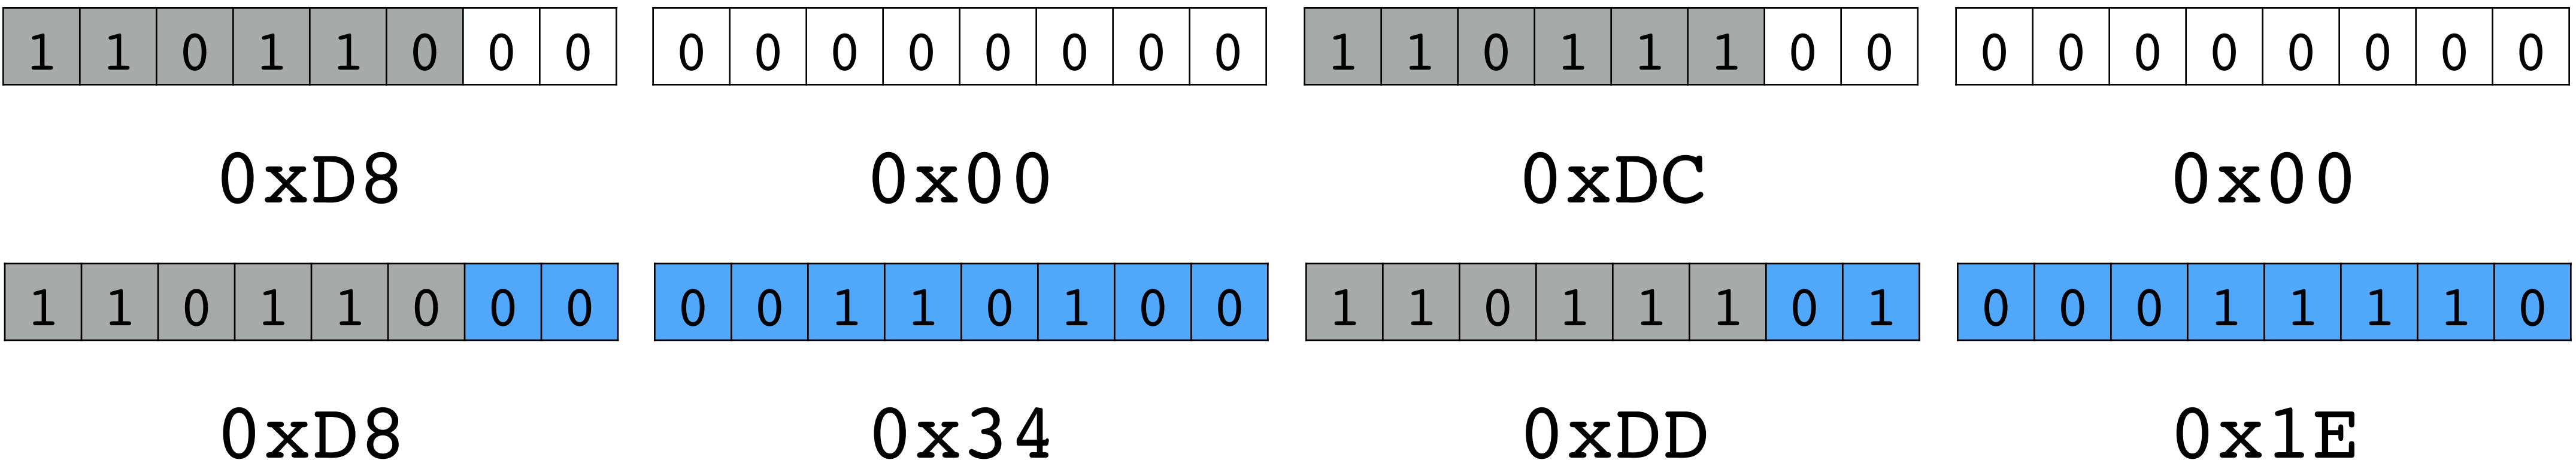 1 1 0 1 1 0 0 0 0 0 0 0 0 0 0 0 1 1 0 1 1 1 0 0 0 0 0 0 0 0 0 0
0xD8 0x00 0xDC 0x00
1 1 0 1 1 0 0 0 0 0 1 1 0 1 0 0 1 1 0 1 1 1 0 1 0 0 0 1 1 1 1 0
0xD8 0x34 0xDD 0x1E